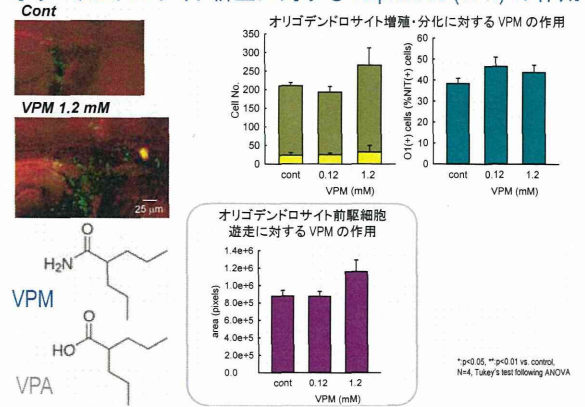 Cont
VPM 1.2 mM
25 μm
オリゴデンドロサイト増殖・分化に対する VPM の作用
Cell No.
350
300
250
200
150
100
50
0
cont 0.12 1.2
VPM (mM)
O1(+) cells (%NIT(+) cells)
60
50
40
30
20
10
0
cont 0.12 1.2
VPM (mM)
オリゴデンドロサイト前駆細胞
遊走に対する VPM の作用
area (pixels)
1.4e+6
1.2e+6
1.0e+6
8.0e+5
6.0e+5
4.0e+5
2.0e+5
0.0
cont 0.12 1.2
VPM (mM)
O
H₂N
VPM
O
HO
VPA
*:p<0.05, **:p<0.01 vs. control,
N=4, Tukey's test following ANOVA